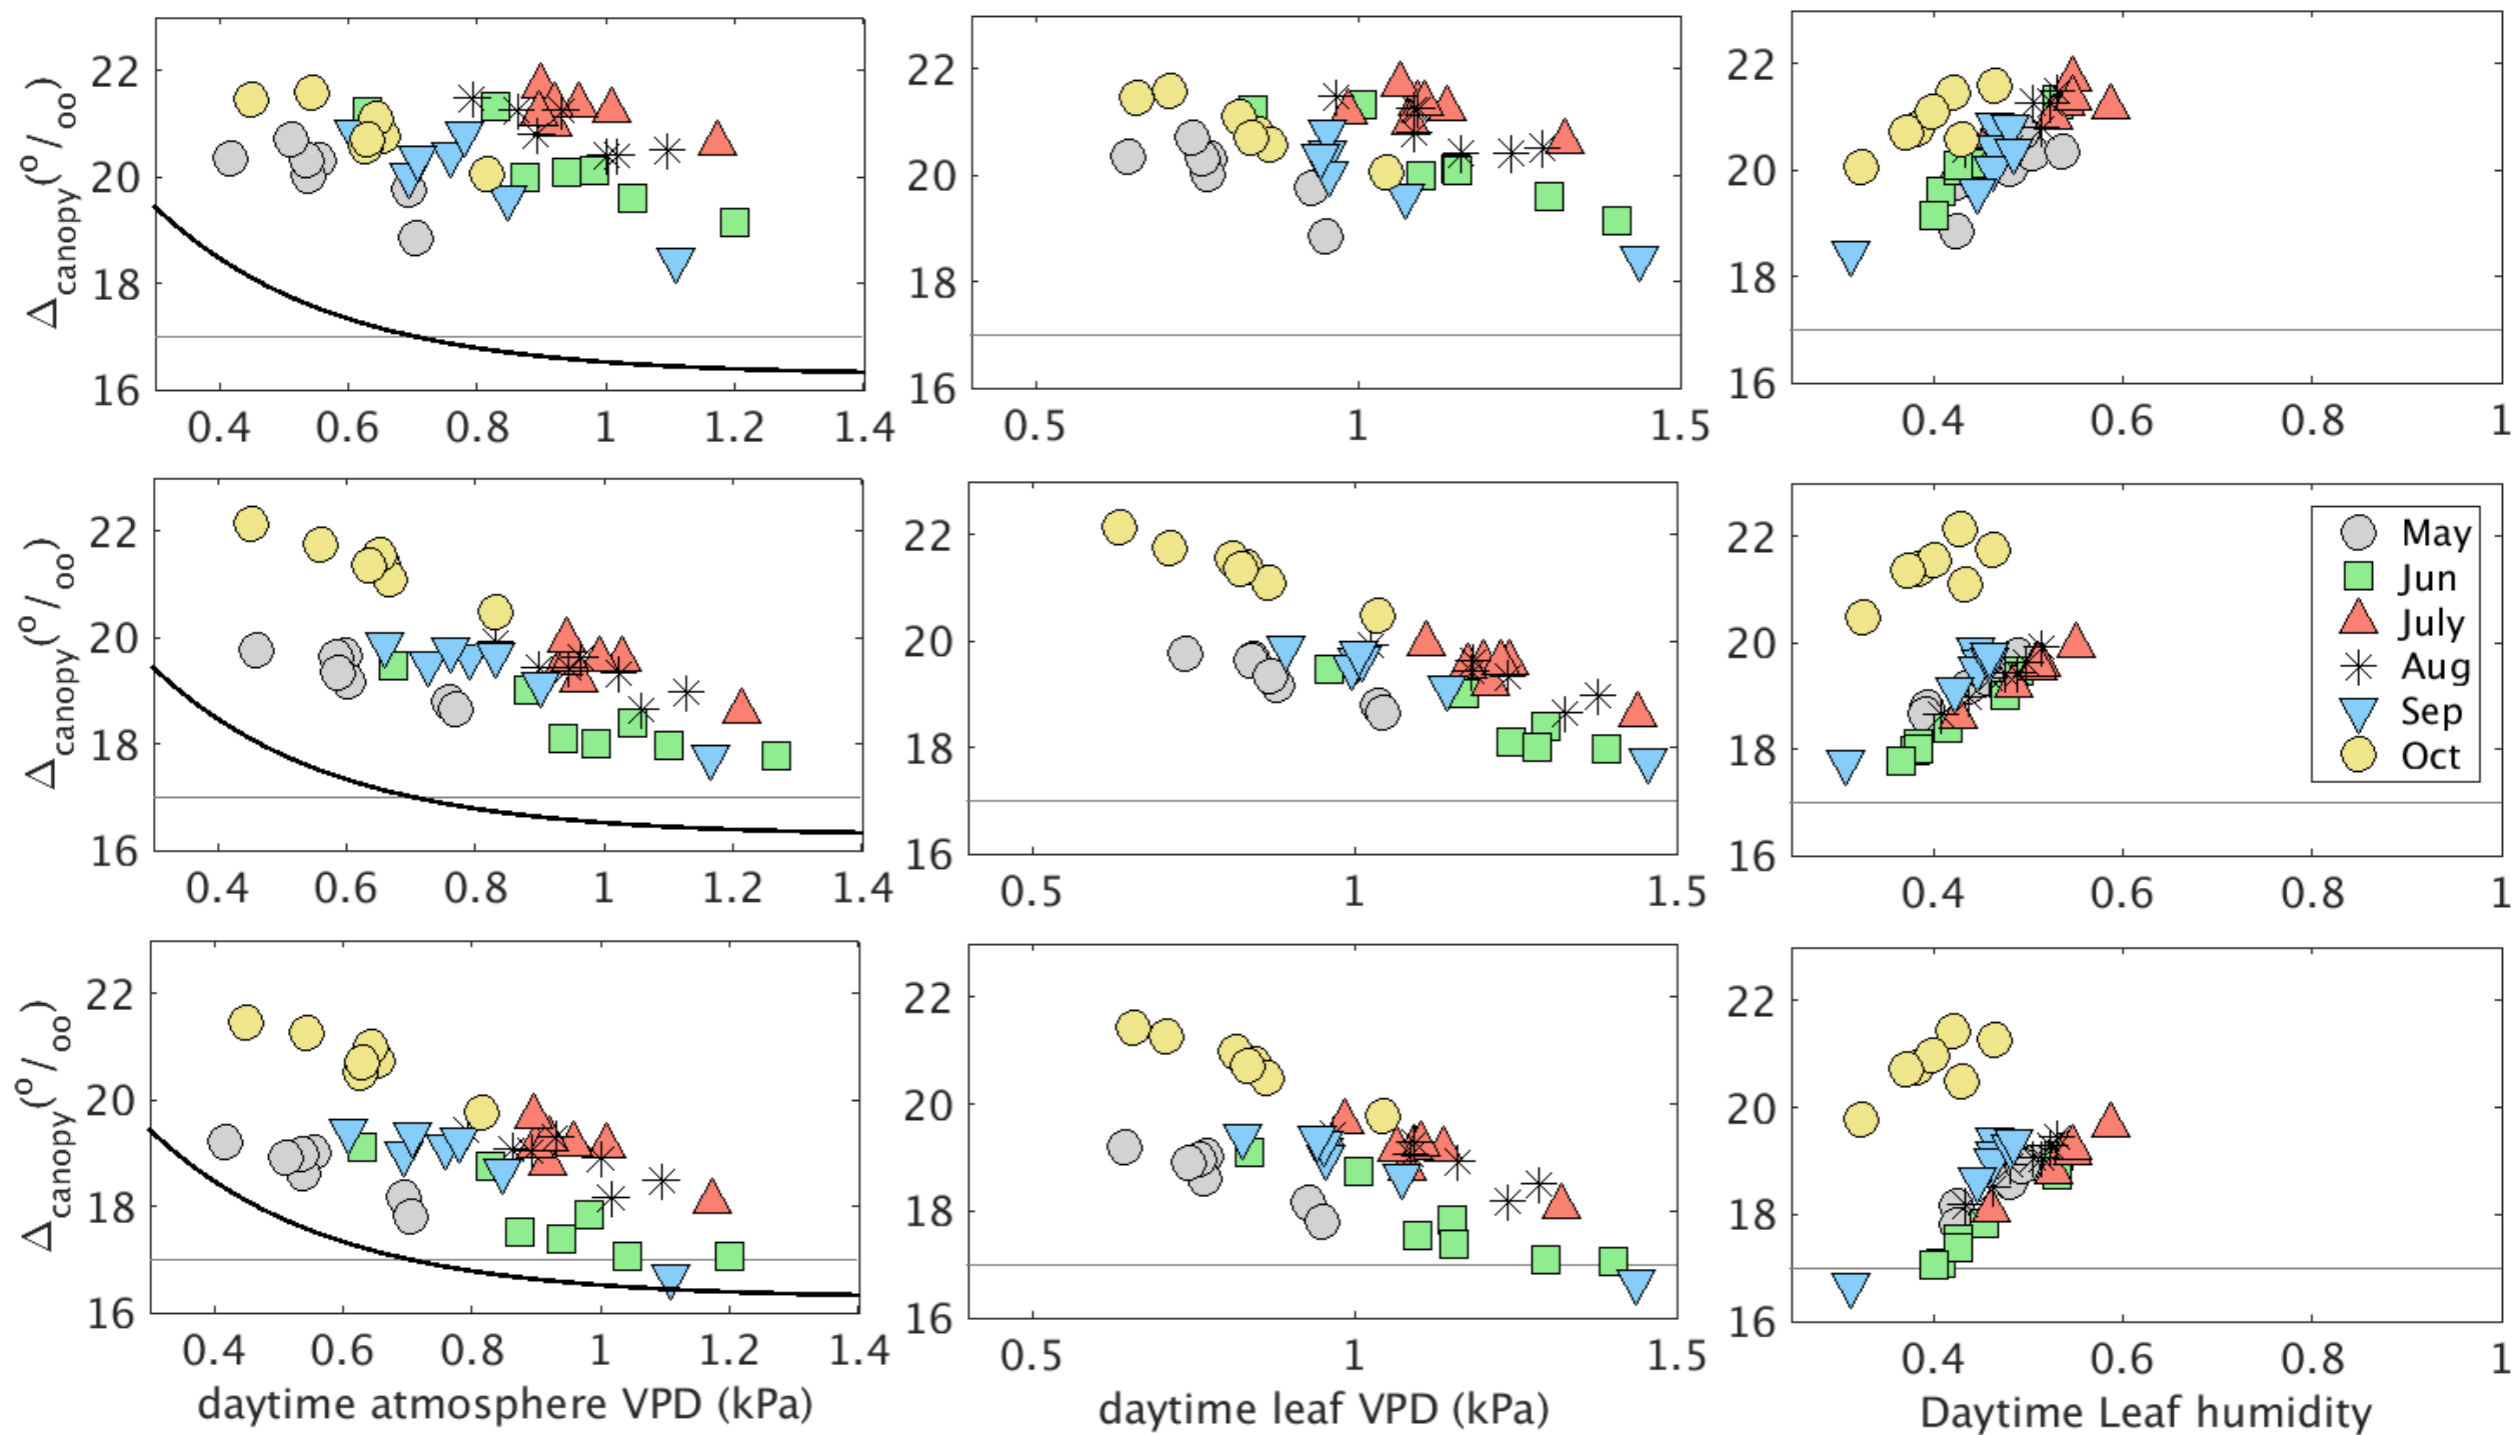 Δcanopy(o/oo)
22
20
18
16
0.4 0.6 0.8 1 1.2 1.4
22
20
18
16
0.5 1 1.5
22
20
18
16
0.4 0.6 0.8 1
Δcanopy(o/oo)
22
20
18
16
0.4 0.6 0.8 1 1.2 1.4
22
20
18
16
0.5 1 1.5
22
20
18
16
0.4 0.6 0.8 1
May
Jun
July
Aug
Sep
Oct
Δcanopy(o/oo)
22
20
18
16
0.4 0.6 0.8 1 1.2 1.4
daytime atmosphere VPD (kPa)
22
20
18
16
0.5 1 1.5
daytime leaf VPD (kPa)
22
20
18
16
0.4 0.6 0.8 1
Daytime Leaf humidity